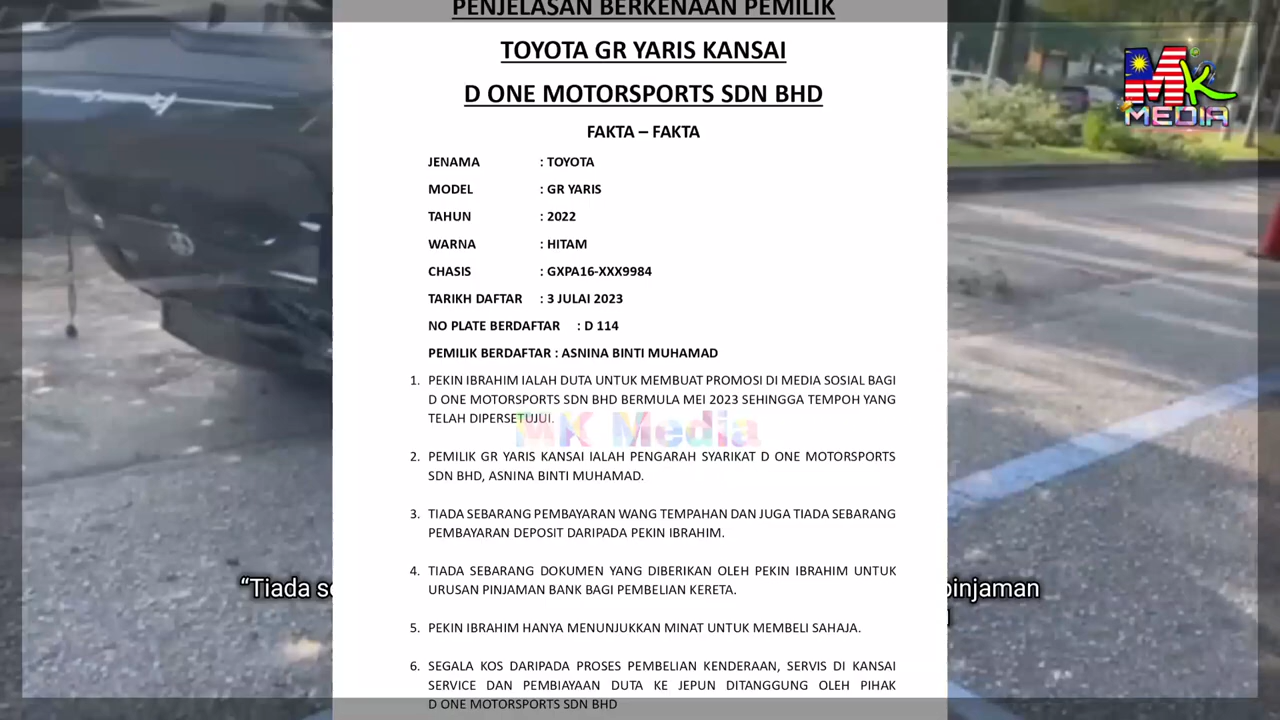 PENJELASAN BERKENAAN PEMILIK
TOYOTA GR YARIS KANSAI
D ONE MOTORSPORTS SDN BHD
FAKTA – FAKTA
JENAMA : TOYOTA
MODEL : GR YARIS
TAHUN : 2022
WARNA : HITAM
CHASIS : GXPA16-XXX9984
TARIKH DAFTAR : 3 JULAI 2023
NO PLATE BERDAFTAR : D 114
PEMILIK BERDAFTAR : ASNINA BINTI MUHAMAD
1. PEKIN IBRAHIM IALAH DUTA UNTUK MEMBUAT PROMOSI DI MEDIA SOSIAL BAGI
D ONE MOTORSPORTS SDN BHD BERMULA MEI 2023 SEHINGGA TEMPOH YANG
TELAH DIPERSETUJUI.
2. PEMILIK GR YARIS KANSAI IALAH PENGARAH SYARIKAT D ONE MOTORSPORTS
SDN BHD, ASNINA BINTI MUHAMAD.
3. TIADA SEBARANG PEMBAYARAN WANG TEMPAHAN DAN JUGA TIADA SEBARANG
PEMBAYARAN DEPOSIT DARIPADA PEKIN IBRAHIM.
4. TIADA SEBARANG DOKUMEN YANG DIBERIKAN OLEH PEKIN IBRAHIM UNTUK
URUSAN PINJAMAN BANK BAGI PEMBELIAN KERETA.
5. PEKIN IBRAHIM HANYA MENUNJUKKAN MINAT UNTUK MEMBELI SAHAJA.
6. SEGALA KOS DARIPADA PROSES PEMBELIAN KENDERAAN, SERVIS DI KANSAI
SERVICE DAN PEMBIAYAAN DUTA KE JEPUN DITANGGUNG OLEH PIHAK
D ONE MOTORSPORTS SDN BHD
MK Media
MK
MEDIA
“Tiada
pinjaman